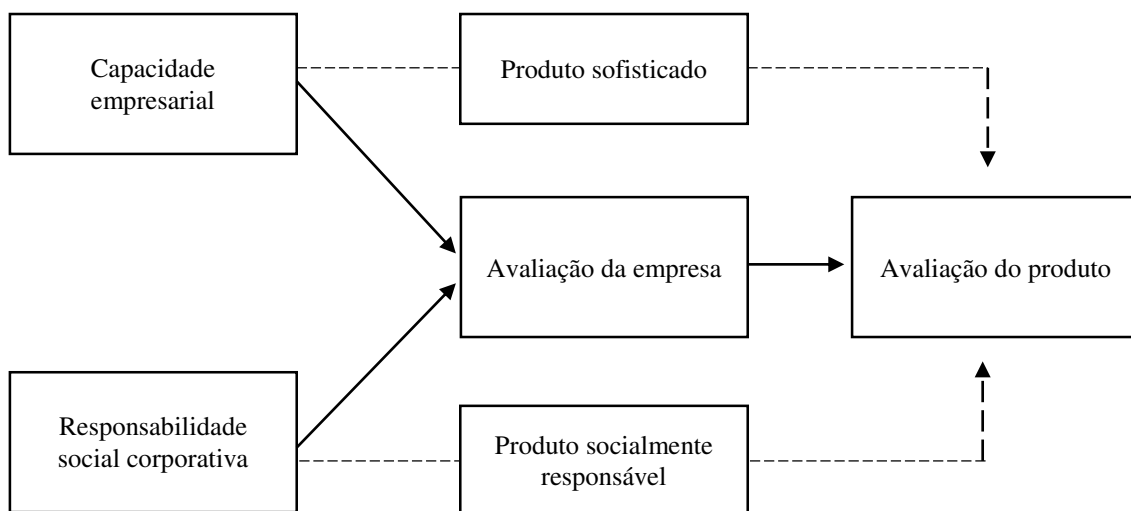 Capacidade
empresarial
Produto sofisticado
Avaliação da empresa
Avaliação do produto
Responsabilidade
social corporativa
Produto socialmente
responsável